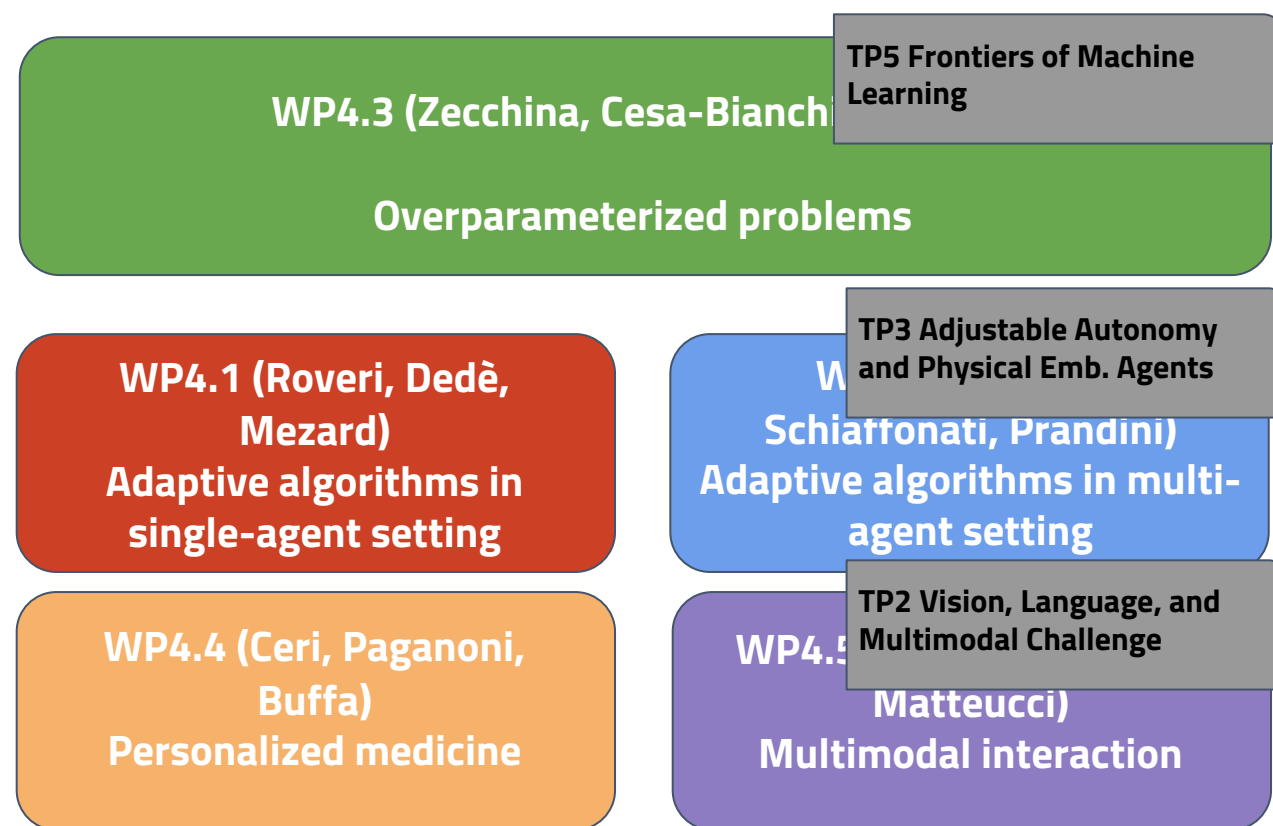 TP5 Frontiers of Machine
Learning
WP4.3 (Zecchina, Cesa-Bianchi
Overparameterized problems
TP3 Adjustable Autonomy
and Physical Emb. Agents
WP4.1 (Roveri, Dedè,
Mezard)
Adaptive algorithms in
single-agent setting
Schiaffonati, Prandini)
Adaptive algorithms in multi-
agent setting
TP2 Vision, Language, and
Multimodal Challenge
WP4.4 (Ceri, Paganoni,
Buffa)
Personalized medicine
WP4.5
Matteucci)
Multimodal interaction